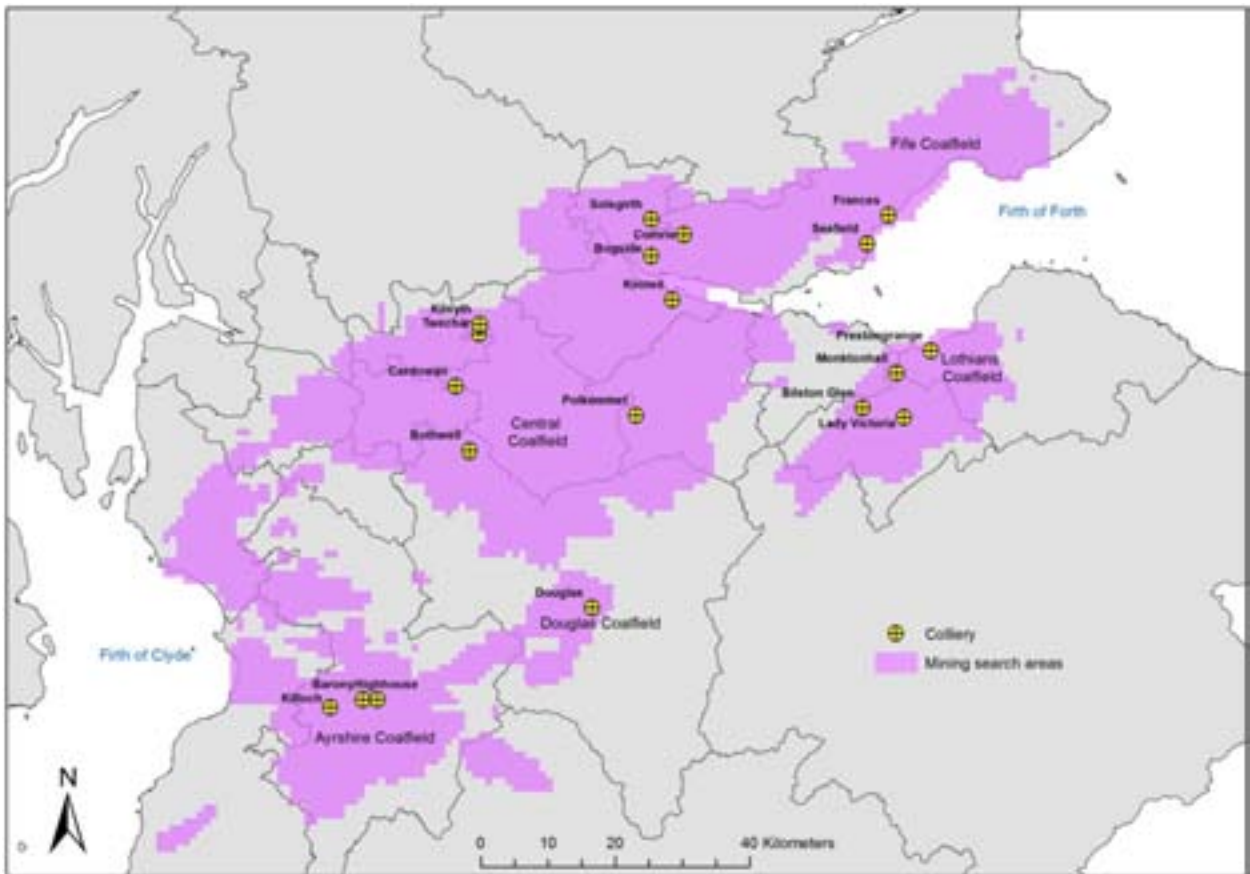 Fife Coalfield
Solsgirth
Frances
Firth of Forth
Comrie
Seafield
Bogside
Kinneil
Kilsyth
Twechar
Prestongrange
Monktonhall
Lothians
Coalfield
Cardowan
Bilston Glen
Polkemmet
Central
Coalfield
Lady Victoria
Bothwell
Douglas
Douglas Coalfield
Colliery
Firth of Clyde
Mining search areas
Barony Highhouse
Killoch
Ayrshire Coalfield
N
0 20 40 Kilometers